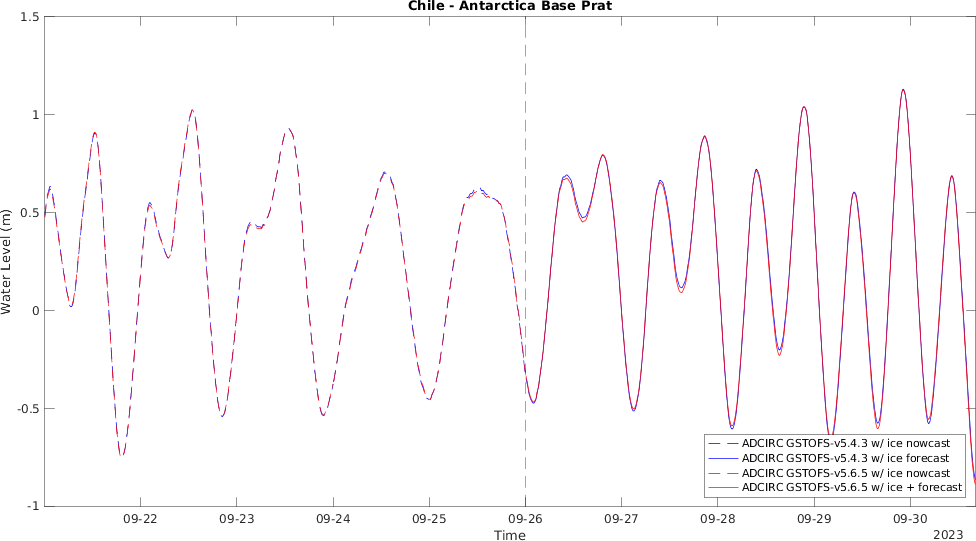 Chile - Antarctica Base Prat
Water Level (m)
1.5
1
0.5
0
-0.5
-1
09-22 09-23 09-24 09-25 09-26 09-27 09-28 09-29 09-30
Time
2023
ADCIRC GSTOFS-v5.4.3 w/ ice nowcast
ADCIRC GSTOFS-v5.4.3 w/ ice forecast
ADCIRC GSTOFS-v5.6.5 w/ ice nowcast
ADCIRC GSTOFS-v5.6.5 w/ ice + forecast